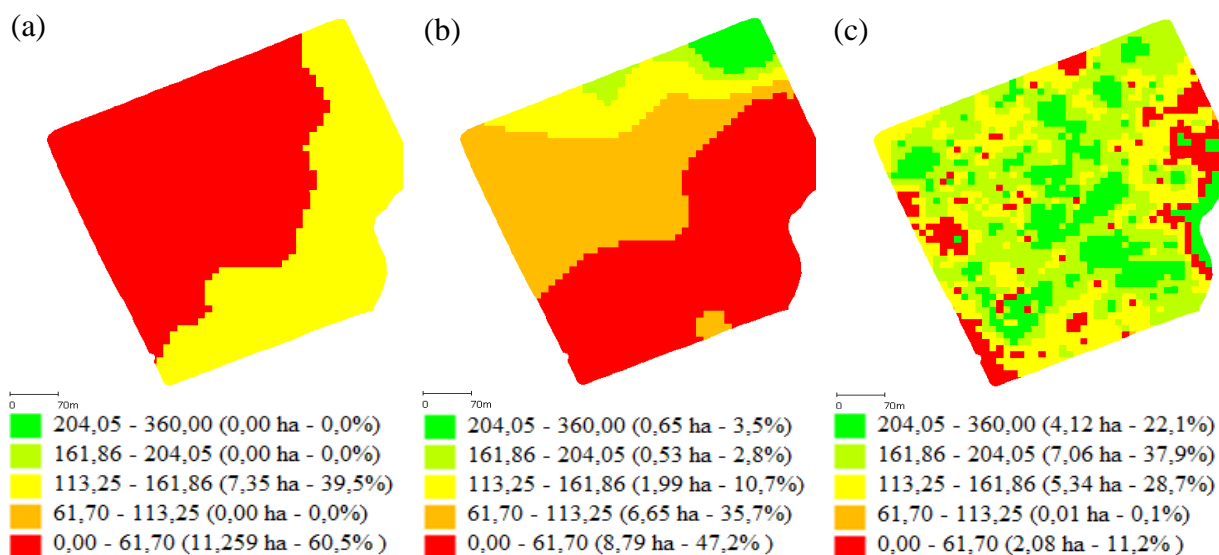 (a)
(b)
(c)
0 70m
0 70m
0 70m
204,05 - 360,00 (0,00 ha - 0,0%)
161,86 - 204,05 (0,00 ha - 0,0%)
113,25 - 161,86 (7,35 ha - 39,5%)
61,70 - 113,25 (0,00 ha - 0,0%)
0,00 - 61,70 (11,259 ha - 60,5% )
204,05 - 360,00 (0,65 ha - 3,5%)
161,86 - 204,05 (0,53 ha - 2,8%)
113,25 - 161,86 (1,99 ha - 10,7%)
61,70 - 113,25 (6,65 ha - 35,7%)
0,00 - 61,70 (8,79 ha - 47,2% )
204,05 - 360,00 (4,12 ha - 22,1%)
161,86 - 204,05 (7,06 ha - 37,9%)
113,25 - 161,86 (5,34 ha - 28,7%)
61,70 - 113,25 (0,01 ha - 0,1%)
0,00 - 61,70 (2,08 ha - 11,2%)